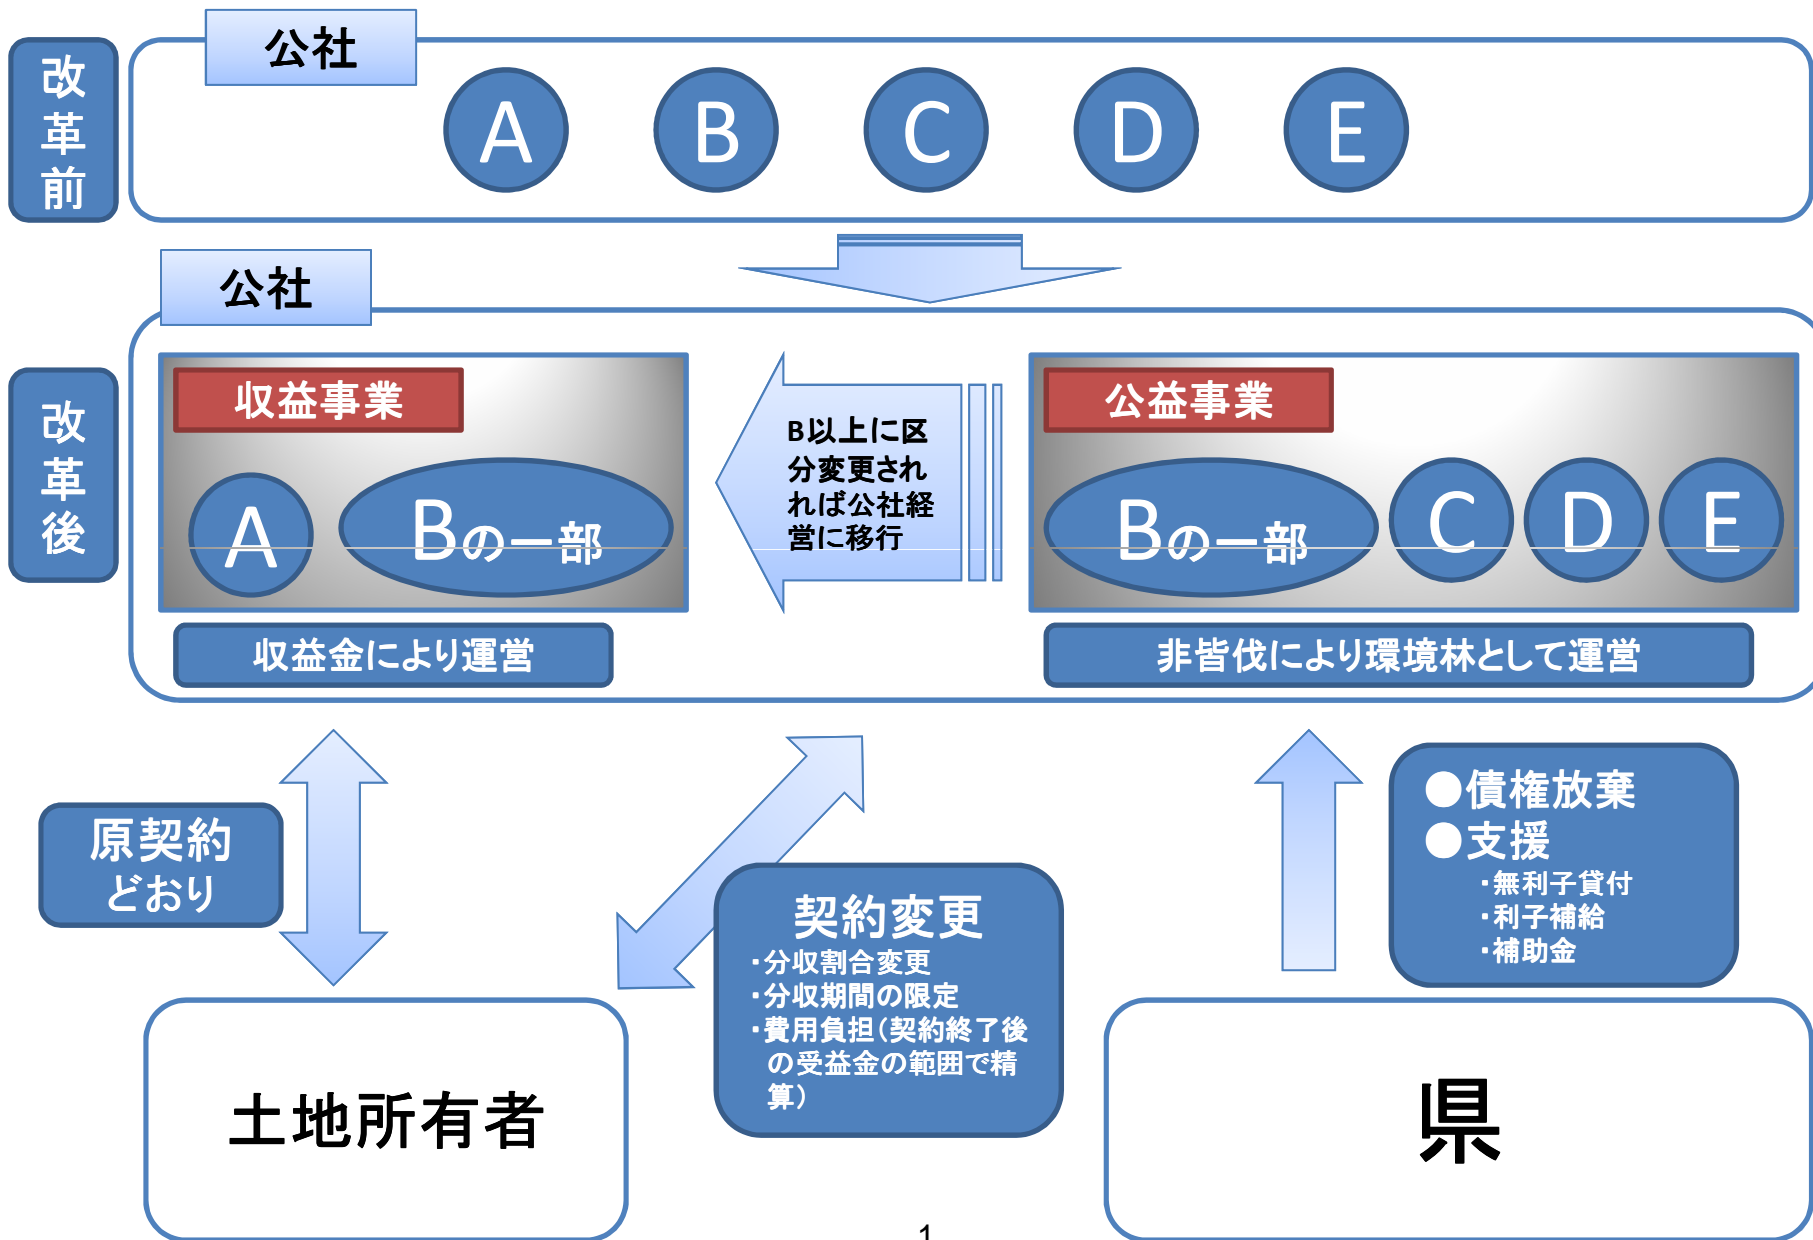 公社
改革前
A B C D E
公社
改革後
収益事業
A
Bの一部
収益金により運営
B以上に区
分変更され
れば公社経
営に移行
公益事業
Bの一部
C D E
非皆伐により環境林として運営
原契約
どおり
契約変更
・分収割合変更
・分収期間の限定
・費用負担（契約終了後
の受益金の範囲で精
算）
●債権放棄
●支援
・無利子貸付
・利子補給
・補助金
土地所有者
県
1